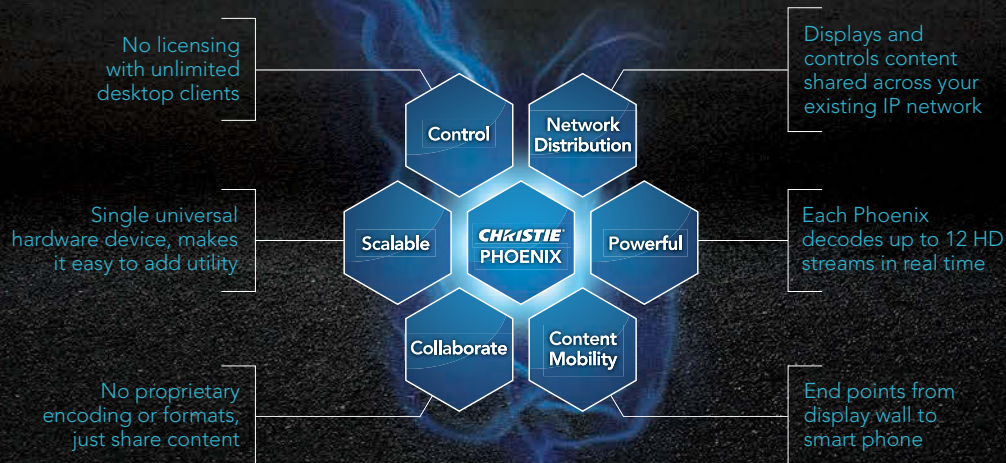 No licensing
with unlimited
desktop clients
Control
Network
Distribution
Displays and
controls content
shared across your
existing IP network
Single universal
hardware device, makes
it easy to add utility
Scalable
CHRISTIE®
PHOENIX
Powerful
Each Phoenix
decodes up to 12 HD
streams in real time
No proprietary
encoding or formats,
just share content
Collaborate
Content
Mobility
End points from
display wall to
smart phone